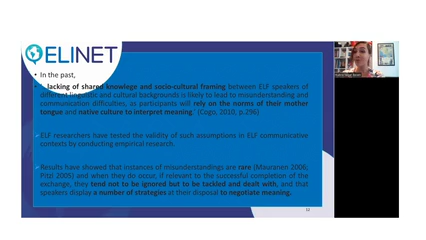 ELINET
• In the past,
“lacking of shared knowlege and socio-cultural framing between ELF speakers of
different linguistic and cultural backgrounds is likely to lead to misunderstanding and
communication difficulties, as participants will rely on the norms of their mother
tongue and native culture to interpret meaning” (Cogo, 2010, p.296)
ELF researchers have tested the validity of such assumptions in ELF communicative
contexts by conducting empirical research.
Results have showed that instances of misunderstandings are rare (Mauranen 2006,
Pitzl 2005) and when they do occur, if relevant to the successful completion of the
exchange, they tend not to be ignored but to be tackled and dealt with, and that
speakers display a number of strategies at their disposal to negotiate meaning.
12